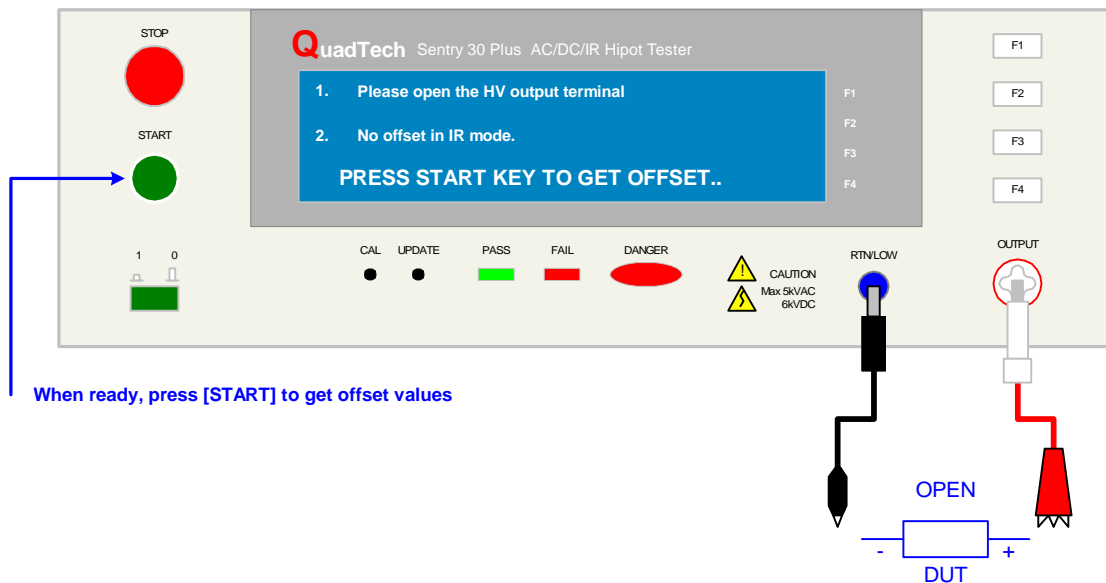 STOP
START
1 0
QuadTech Sentry 30 Plus AC/DC/IR Hipot Tester
1. Please open the HV output terminal
2. No offset in IR mode.
PRESS START KEY TO GET OFFSET..
F1
F2
F3
F4
F1
F2
F3
F4
CAL UPDATE PASS FAIL DANGER
!
CAUTION
Max 5kVAC
6kVDC
RTN/LOW
OUTPUT
When ready, press [START] to get offset values
OPEN
- +
DUT